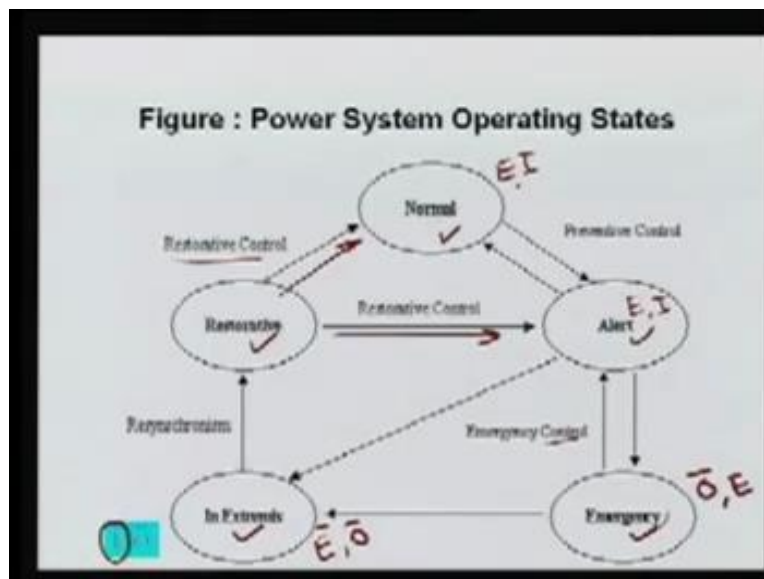 Figure : Power System Operating States
E, I
Normal
Restorative Control
Preventive Control
Restorative
Restorative Control
E, I
Alert
Resynchronism
Emergency Control
In Extremis
Emergency
O̅, E
E̅, O̅